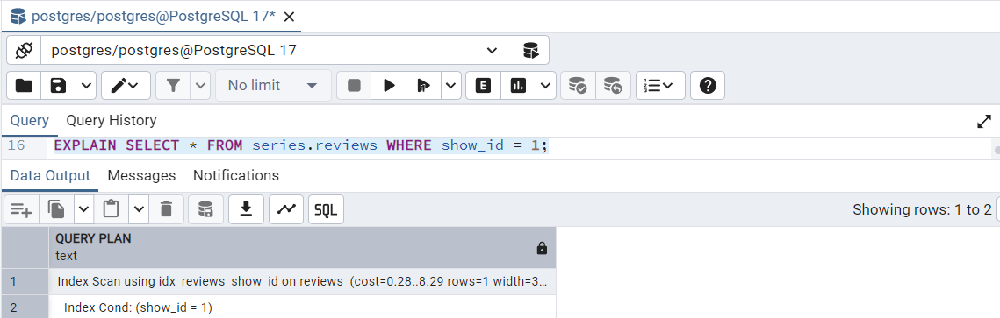 postgres/postgres@PostgreSQL 17*
postgres/postgres@PostgreSQL 17
No limit
E
Query Query History
16 EXPLAIN SELECT * FROM series.reviews WHERE show_id = 1;
Data Output Messages Notifications
SQL Showing rows: 1 to 2
QUERY PLAN
text
1 Index Scan using idx_reviews_show_id on reviews (cost=0.28..8.29 rows=1 width=3...
2 Index Cond: (show_id = 1)